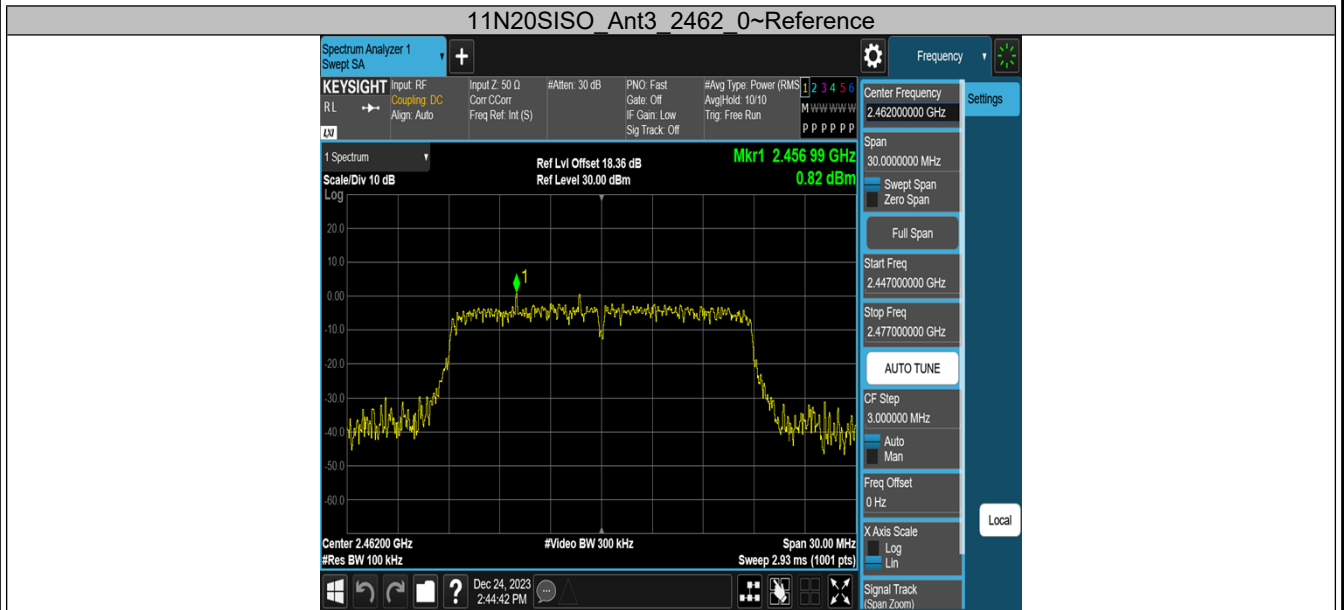 11N20SISO_Ant3_2462_0~Reference
Spectrum Analyzer 1
Swept SA
+
Frequency
KEYSIGHT
RL
LXI
Input: RF
Coupling: DC
Align: Auto
Input Z: 50 Ω
Corr CCorr
Freq Ref: Int (S)
#Atten: 30 dB
PNO: Fast
Gate: Off
IF Gain: Low
Sig Track: Off
#Avg Type: Power (RMS
Avg|Hold: 10/10
Trig: Free Run
1 2 3 4 5 6
M W W W W W
P P P P P P
1 Spectrum
Scale/Div 10 dB
Log
Ref Lvl Offset 18.36 dB
Ref Level 30.00 dBm
Mkr1 2.456 99 GHz
0.82 dBm
20.0
10.0
0.00
-10.0
-20.0
-30.0
-40.0
-50.0
-60.0
1
Center 2.46200 GHz
#Res BW 100 kHz
#Video BW 300 kHz
Span 30.00 MHz
Sweep 2.93 ms (1001 pts)
Center Frequency
2.462000000 GHz
Settings
Span
30.0000000 MHz
Swept Span
Zero Span
Full Span
Start Freq
2.447000000 GHz
Stop Freq
2.477000000 GHz
AUTO TUNE
CF Step
3.000000 MHz
Auto
Man
Freq Offset
0 Hz
X Axis Scale
Log
Lin
Local
Signal Track
(Span Zoom)
?
Dec 24, 2023
2:44:42 PM